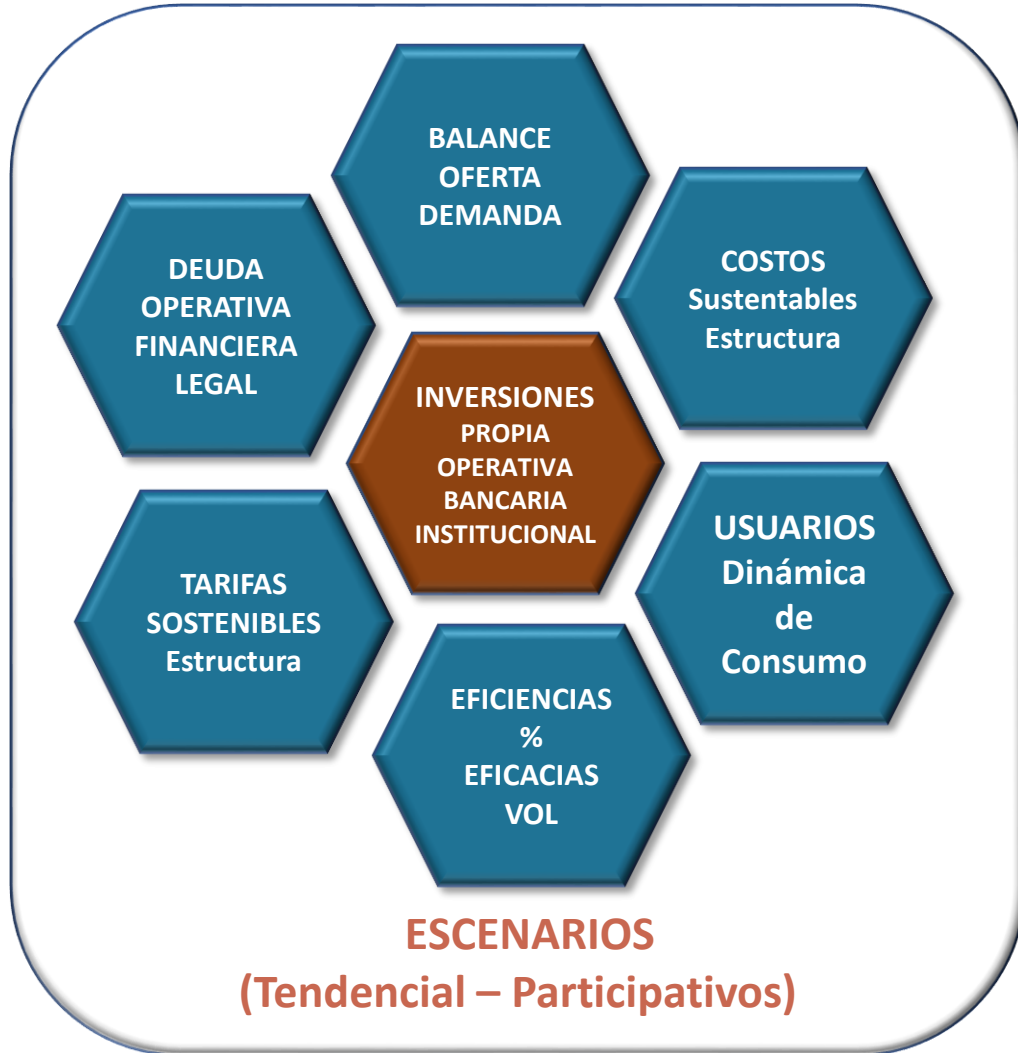 BALANCE
OFERTA
DEMANDA
COSTOS
Sustentables
Estructura
DEUDA
OPERATIVA
FINANCIERA
LEGAL
INVERSIONES
PROPIA
OPERATIVA
BANCARIA
INSTITUCIONAL
USUARIOS
Dinámica
de
Consumo
TARIFAS
SOSTENIBLES
Estructura
EFICIENCIAS
%
EFICACIAS
VOL
ESCENARIOS
(Tendencial – Participativos)